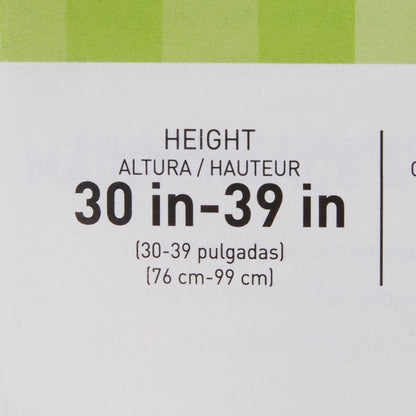 HEIGHT
ALTURA / HAUTEUR
30 in-39 in
(30-39 pulgadas)
(76 cm-99 cm)